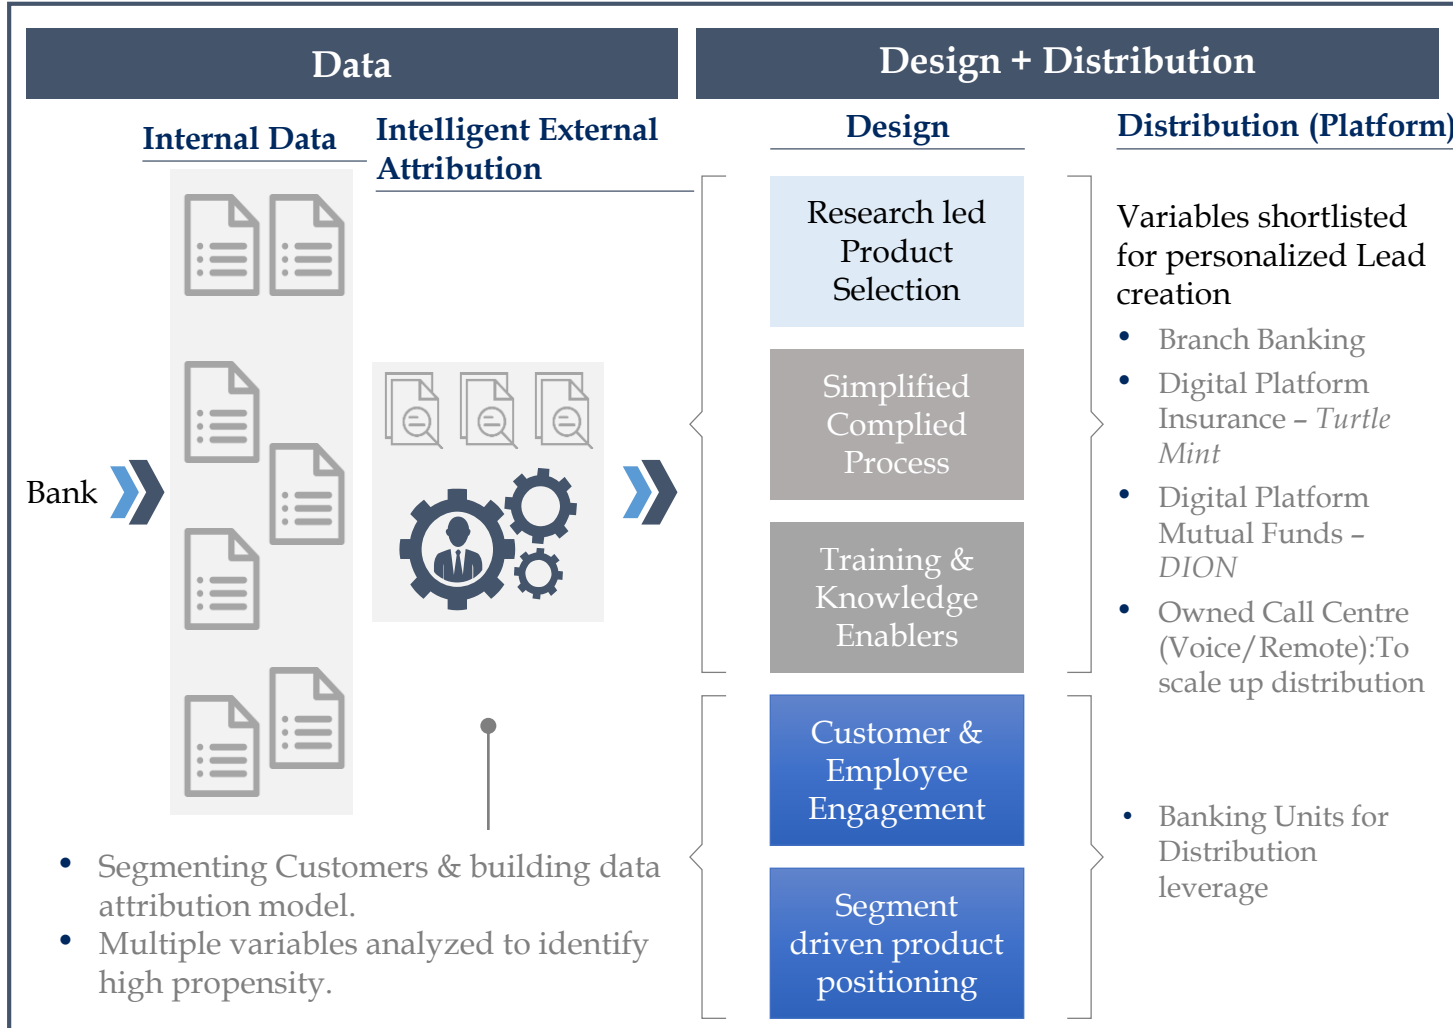 Data
Design + Distribution
Internal Data
Intelligent External
Attribution
Design
Distribution (Platform)
Bank
Research led
Product
Selection
Simplified
Complied
Process
Training &
Knowledge
Enablers
Customer &
Employee
Engagement
Segment
driven product
positioning
Variables shortlisted
for personalized Lead
creation
• Branch Banking
• Digital Platform
Insurance – Turtle
Mint
• Digital Platform
Mutual Funds –
DION
• Owned Call Centre
(Voice/Remote):To
scale up distribution
• Banking Units for
Distribution
leverage
• Segmenting Customers & building data
attribution model.
• Multiple variables analyzed to identify
high propensity.